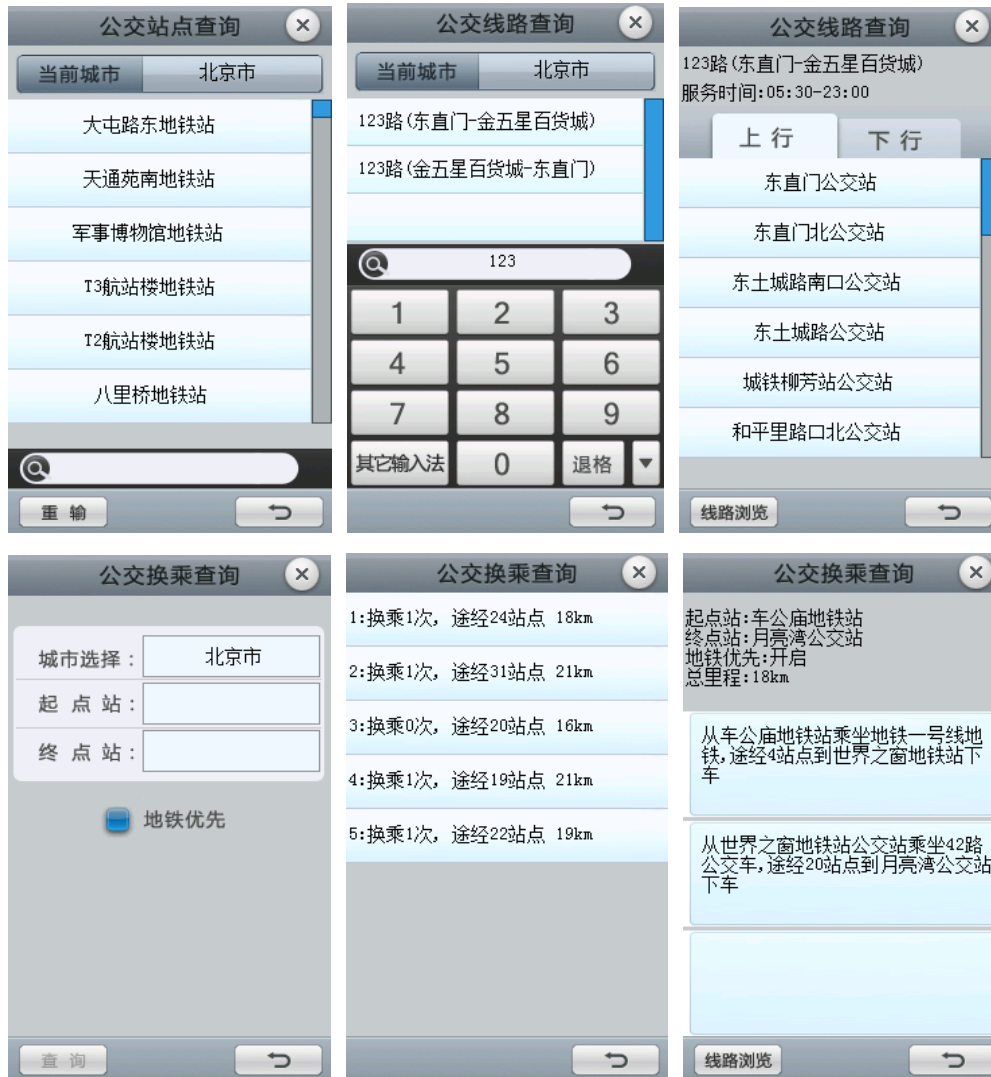 公交站点查询
当前城市 北京市
大屯路东地铁站
天通苑南地铁站
军事博物馆地铁站
T3航站楼地铁站
T2航站楼地铁站
八里桥地铁站
重输
公交线路查询
当前城市 北京市
123路(东直门-金五星百货城)
123路(金五星百货城-东直门)
123
1 2 3
4 5 6
7 8 9
其它输入法 0 退格
公交线路查询
123路(东直门-金五星百货城)
服务时间:05:30-23:00
上行 下行
东直门公交站
东直门北公交站
东土城路南口公交站
东土城路公交站
城铁柳芳站公交站
和平里路口北公交站
线路浏览
公交换乘查询
城市选择: 北京市
起点站:
终点站:
地铁优先
查询
公交换乘查询
1:换乘1次, 途经24站点 18km
2:换乘1次, 途经31站点 21km
3:换乘0次, 途经20站点 16km
4:换乘1次, 途经19站点 21km
5:换乘1次, 途经22站点 19km
公交换乘查询
起点站:车公庙地铁站
终点站:月亮湾公交站
地铁优先:开启
总里程:18km
从车公庙地铁站乘坐地铁一号线地
铁,途经4站点到世界之窗地铁站下
车
从世界之窗地铁站公交站乘坐42路
公交车,途经20站点到月亮湾公交站
下车
线路浏览